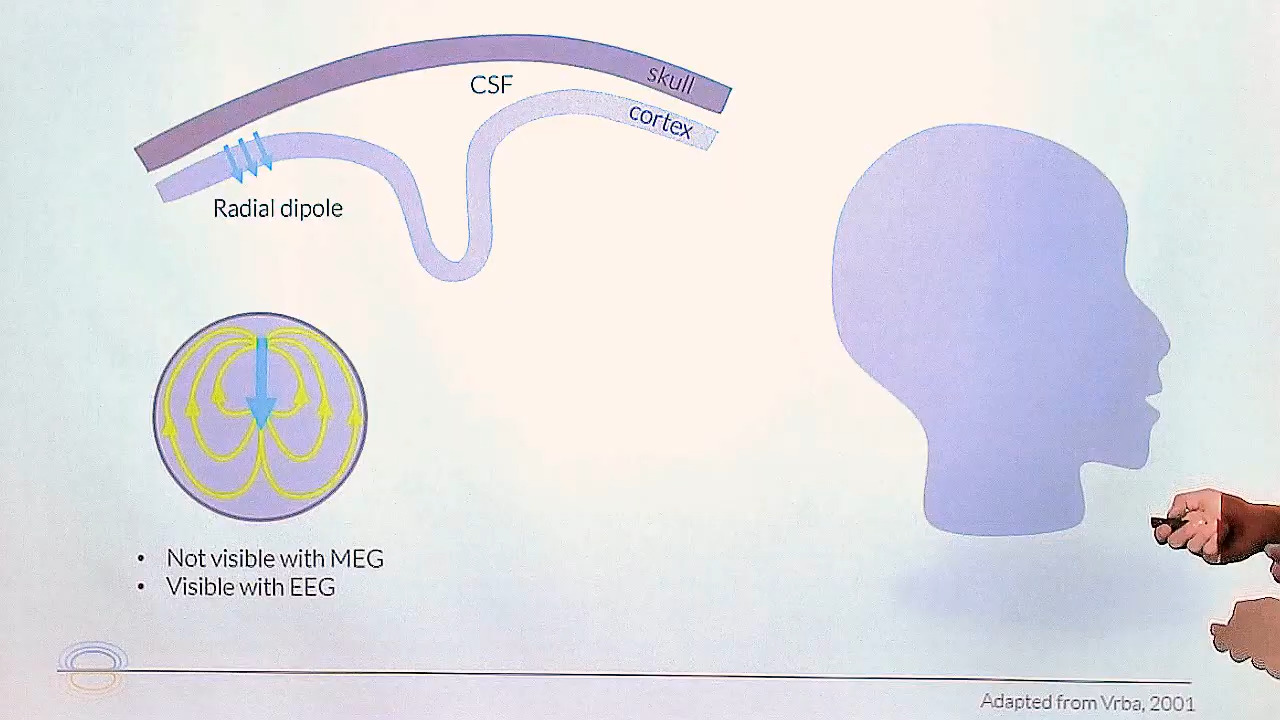 skull
CSF
cortex
Radial dipole
• Not visible with MEG
• Visible with EEG
Adapted from Vrba, 2001